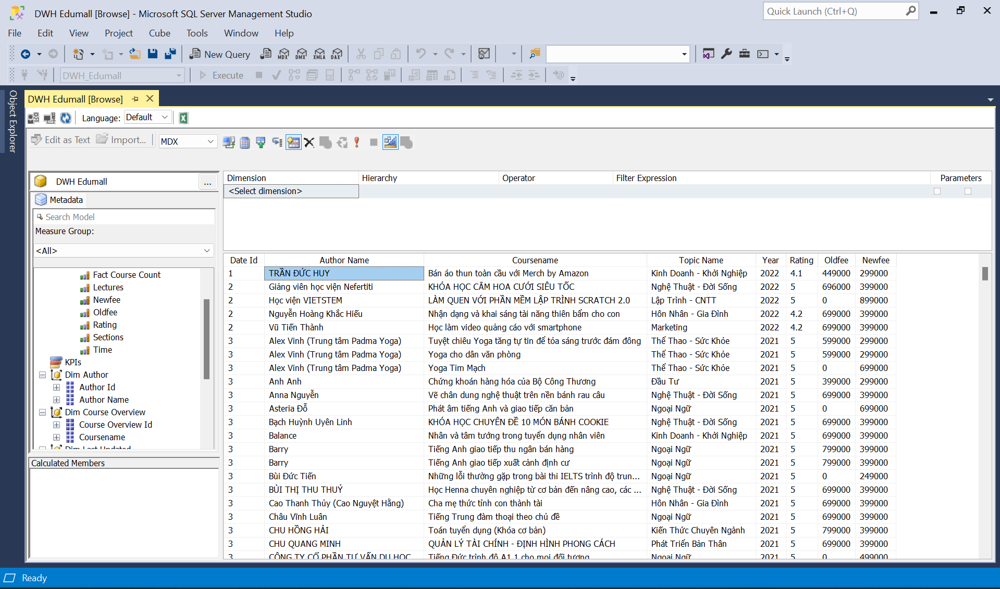 DWH Edumall [Browse] - Microsoft SQL Server Management Studio
Quick Launch (Ctrl+Q)
File Edit View Project Cube Tools Window Help
New Query MDX DMX XMLA DAX
DWH_Edumall Execute
Object Explorer
DWH Edumall [Browse]
Language: Default
Edit as Text Import... MDX
DWH Edumall ...
Metadata
Search Model
Measure Group:
<All>
Fact Course Count
Lectures
Newfee
Oldfee
Rating
Sections
Time
KPIs
Dim Author
Author Id
Author Name
Dim Course Overview
Course Overview Id
Coursename
Dim Last Updated
Calculated Members
Dimension Hierarchy Operator Filter Expression Parameters
<Select dimension>
Date Id Author Name Coursename Topic Name Year Rating Oldfee Newfee
1 TRẦN ĐỨC HUY Bán áo thun toàn cầu với Merch by Amazon Kinh Doanh - Khởi Nghiệp 2022 4.1 449000 299000
2 Giảng viên học viện Nefertiti KHÓA HỌC CẮM HOA CƯỚI SIÊU TỐC Nghệ Thuật - Đời Sống 2022 5 696000 399000
2 Học viện VIETSTEM LÀM QUEN VỚI PHẦN MỀM LẬP TRÌNH SCRATCH 2.0 Lập Trình - CNTT 2022 5 0 899000
2 Nguyễn Hoàng Khắc Hiếu Nhận dạng và khai sáng tài năng thiên bẩm cho con Hôn Nhân - Gia Đình 2022 4.2 699000 399000
2 Vũ Tiến Thành Học làm video quảng cáo với smartphone Marketing 2022 4.2 699000 399000
3 Alex Vinh (Trung tâm Padma Yoga) Tuyệt chiêu Yoga tăng tự tin để tỏa sáng trước đám đông Thể Thao - Sức Khỏe 2021 5 599000 299000
3 Alex Vinh (Trung tâm Padma Yoga) Yoga cho dân văn phòng Thể Thao - Sức Khỏe 2021 5 599000 299000
3 Alex Vinh (Trung tâm Padma Yoga) Yoga Tim Mạch Thể Thao - Sức Khỏe 2021 5 0 699000
3 Anh Anh Chứng khoán hàng hóa của Bộ Công Thương Đầu Tư 2021 5 399000 299000
3 Anna Nguyễn Vẽ chân dung nghệ thuật trên nền bánh rau câu Nghệ Thuật - Đời Sống 2021 5 699000 399000
3 Asteria Đỗ Phát âm tiếng Anh và giao tiếp căn bản Ngoại Ngữ 2021 5 0 699000
3 Bạch Huỳnh Uyên Linh KHÓA HỌC CHUYÊN ĐỀ 10 MÓN BÁNH COOKIE Nghệ Thuật - Đời Sống 2021 5 699000 399000
3 Balance Nhân và tâm tướng trong tuyển dụng nhân viên Kinh Doanh - Khởi Nghiệp 2021 5 699000 399000
3 Barry Tiếng Anh giao tiếp thu ngân bán hàng Ngoại Ngữ 2021 5 799000 399000
3 Barry Tiếng Anh giao tiếp xuất cảnh định cư Ngoại Ngữ 2021 5 799000 399000
3 Bùi Đức Tiến Những lỗi thường gặp trong bài thi IELTS trình độ trun... Ngoại Ngữ 2021 5 0 249000
3 BÙI THỊ THU THUỶ Học Henna chuyên nghiệp từ cơ bản đến nâng cao, các ... Nghệ Thuật - Đời Sống 2021 5 699000 399000
3 Cao Thanh Thủy (Cao Nguyệt Hằng) Cha mẹ thức tỉnh con thành tài Hôn Nhân - Gia Đình 2021 5 699000 399000
3 Châu Vĩnh Luân Tiếng Trung đàm thoại theo chủ đề Ngoại Ngữ 2021 5 699000 399000
3 CHU HỒNG HẢI Toán tuyển dụng (Khóa cơ bản) Kiến Thức Chuyên Ngành 2021 5 799000 399000
3 CHU QUANG MINH QUẢN LÝ TÀI CHÍNH - ĐỊNH HÌNH PHONG CÁCH Phát Triển Bản Thân 2021 5 699000 399000
3 CÔNG TY CỔ PHẦN TƯ VẤN DU HỌC Tiếng Đức trình độ A1.1 cho mọi đối tượng Ngoại Ngữ 2021 5 0 499000
Ready